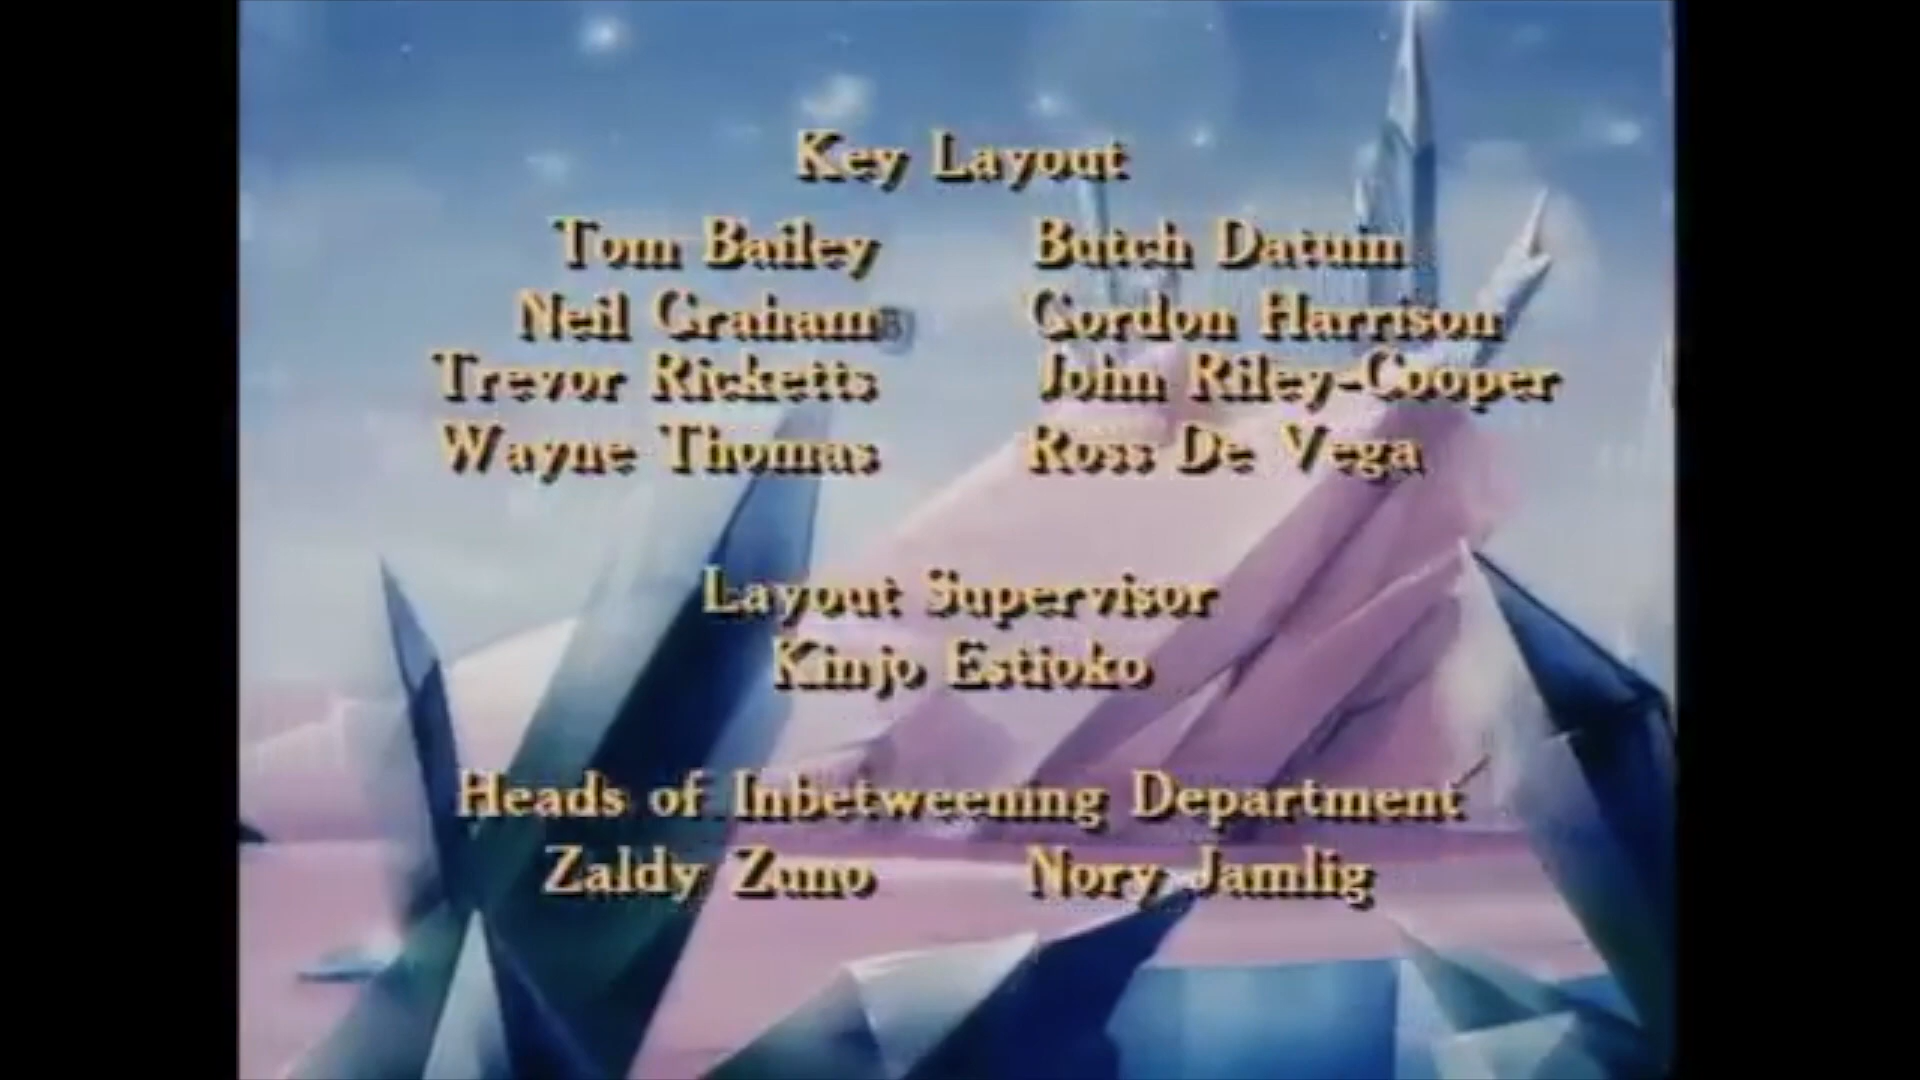 Key Layout
Tom Bailey Butch Datuin
Neil Graham Gordon Harrison
Trevor Ricketts John Riley-Cooper
Wayne Thomas Ross De Vega
Layout Supervisor
Kinjo Estioko
Heads of Inbetweening Department
Zaldy Zuno Nory Jamlig